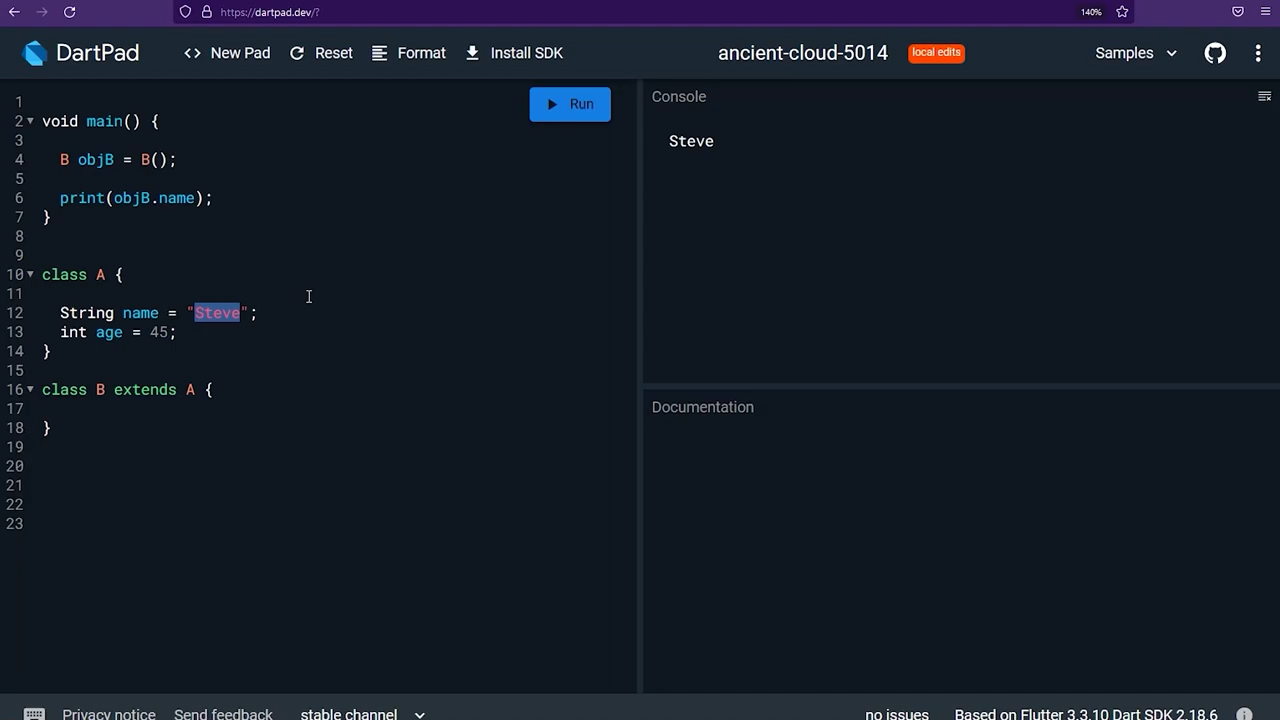 https://dartpad.dev/?
140%
DartPad
New Pad
Reset
Format
Install SDK
ancient-cloud-5014
local edits
Samples
Run
1
2 void main() {
3
4 B objB = B();
5
6 print(objB.name);
7 }
8
9
10 class A {
11
12 String name = "Steve";
13 int age = 45;
14 }
15
16 class B extends A {
17
18 }
19
20
21
22
23
Console
Steve
Documentation
Privacy notice
Send feedback
stable channel
no issues
Based on Flutter 3.3.10 Dart SDK 2.18.6